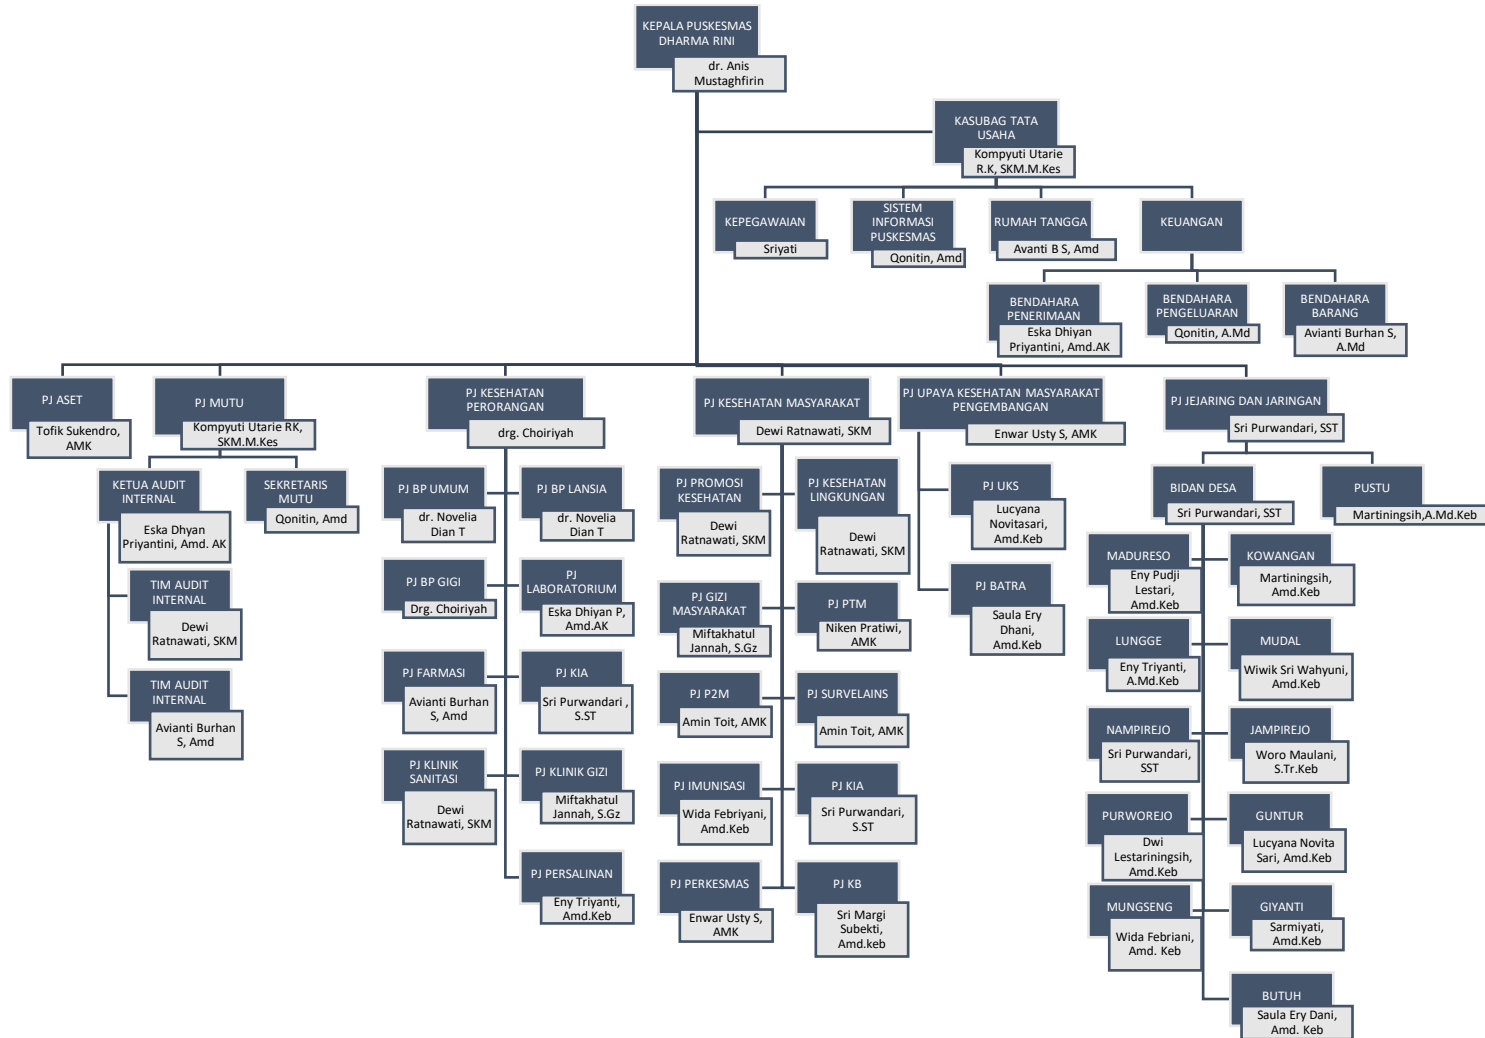 KEPALA PUSKESMAS
DHARMA RINI
dr. Anis
Mustaghfirin
KASUBAG TATA
USAHA
Kompyuti Utarie
R.K, SKM.M.Kes
KEPEGAWAIAN
Sriyati
SISTEM
INFORMASI
PUSKESMAS
Qonitin, Amd
RUMAH TANGGA
Avanti B S, Amd
KEUANGAN
BENDAHARA
PENERIMAAN
Eska Dhiyan
Priyantini, Amd.AK
BENDAHARA
PENGELUARAN
Qonitin, A.Md
BENDAHARA
BARANG
Avianti Burhan S,
A.Md
PJ ASET
Tofik Sukendro,
AMK
PJ MUTU
Kompyuti Utarie RK,
SKM.M.Kes
KETUA AUDIT
INTERNAL
Eska Dhyan
Priyantini, Amd. AK
SEKRETARIS
MUTU
Qonitin, Amd
TIM AUDIT
INTERNAL
Dewi
Ratnawati, SKM
TIM AUDIT
INTERNAL
Avianti Burhan
S, Amd
PJ KESEHATAN
PERORANGAN
drg. Choiriyah
PJ BP UMUM
dr. Novelia
Dian T
PJ BP LANSIA
dr. Novelia
Dian T
PJ BP GIGI
Drg. Choiriyah
PJ
LABORATORIUM
Eska Dhiyan P,
Amd.AK
PJ FARMASI
Avianti Burhan
S, Amd
PJ KIA
Sri Purwandari ,
S.ST
PJ KLINIK
SANITASI
Dewi
Ratnawati, SKM
PJ KLINIK GIZI
Miftakhatul
Jannah, S.Gz
PJ PERSALINAN
Eny Triyanti,
Amd.Keb
PJ KESEHATAN MASYARAKAT
Dewi Ratnawati, SKM
PJ PROMOSI
KESEHATAN
Dewi
Ratnawati, SKM
PJ KESEHATAN
LINGKUNGAN
Dewi
Ratnawati, SKM
PJ GIZI
MASYARAKAT
Miftakhatul
Jannah, S.Gz
PJ PTM
Niken Pratiwi,
AMK
PJ P2M
Amin Toit, AMK
PJ SURVELAINS
Amin Toit, AMK
PJ IMUNISASI
Wida Febriyani,
Amd.Keb
PJ KIA
Sri Purwandari,
S.ST
PJ PERKESMAS
Enwar Usty S,
AMK
PJ KB
Sri Margi
Subekti,
Amd.keb
PJ UPAYA KESEHATAN MASYARAKAT
PENGEMBANGAN
Enwar Usty S, AMK
PJ UKS
Lucyana
Novitasari,
Amd.Keb
PJ BATRA
Saula Ery
Dhani,
Amd.Keb
PJ JEJARING DAN JARINGAN
Sri Purwandari, SST
BIDAN DESA
Sri Purwandari, SST
PUSTU
Martiningsih,A.Md.Keb
MADURESO
Eny Pudji
Lestari,
Amd.Keb
KOWANGAN
Martiningsih,
Amd.Keb
LUNGGE
Eny Triyanti,
A.Md.Keb
MUDAL
Wiwik Sri Wahyuni,
Amd.Keb
NAMPIREJO
Sri Purwandari,
SST
JAMPIREJO
Woro Maulani,
S.Tr.Keb
PURWOREJO
Dwi
Lestariningsih,
Amd.Keb
GUNTUR
Lucyana Novita
Sari, Amd.Keb
MUNGSENG
Wida Febriani,
Amd. Keb
GIYANTI
Sarmiyati,
Amd.Keb
BUTUH
Saula Ery Dani,
Amd. Keb